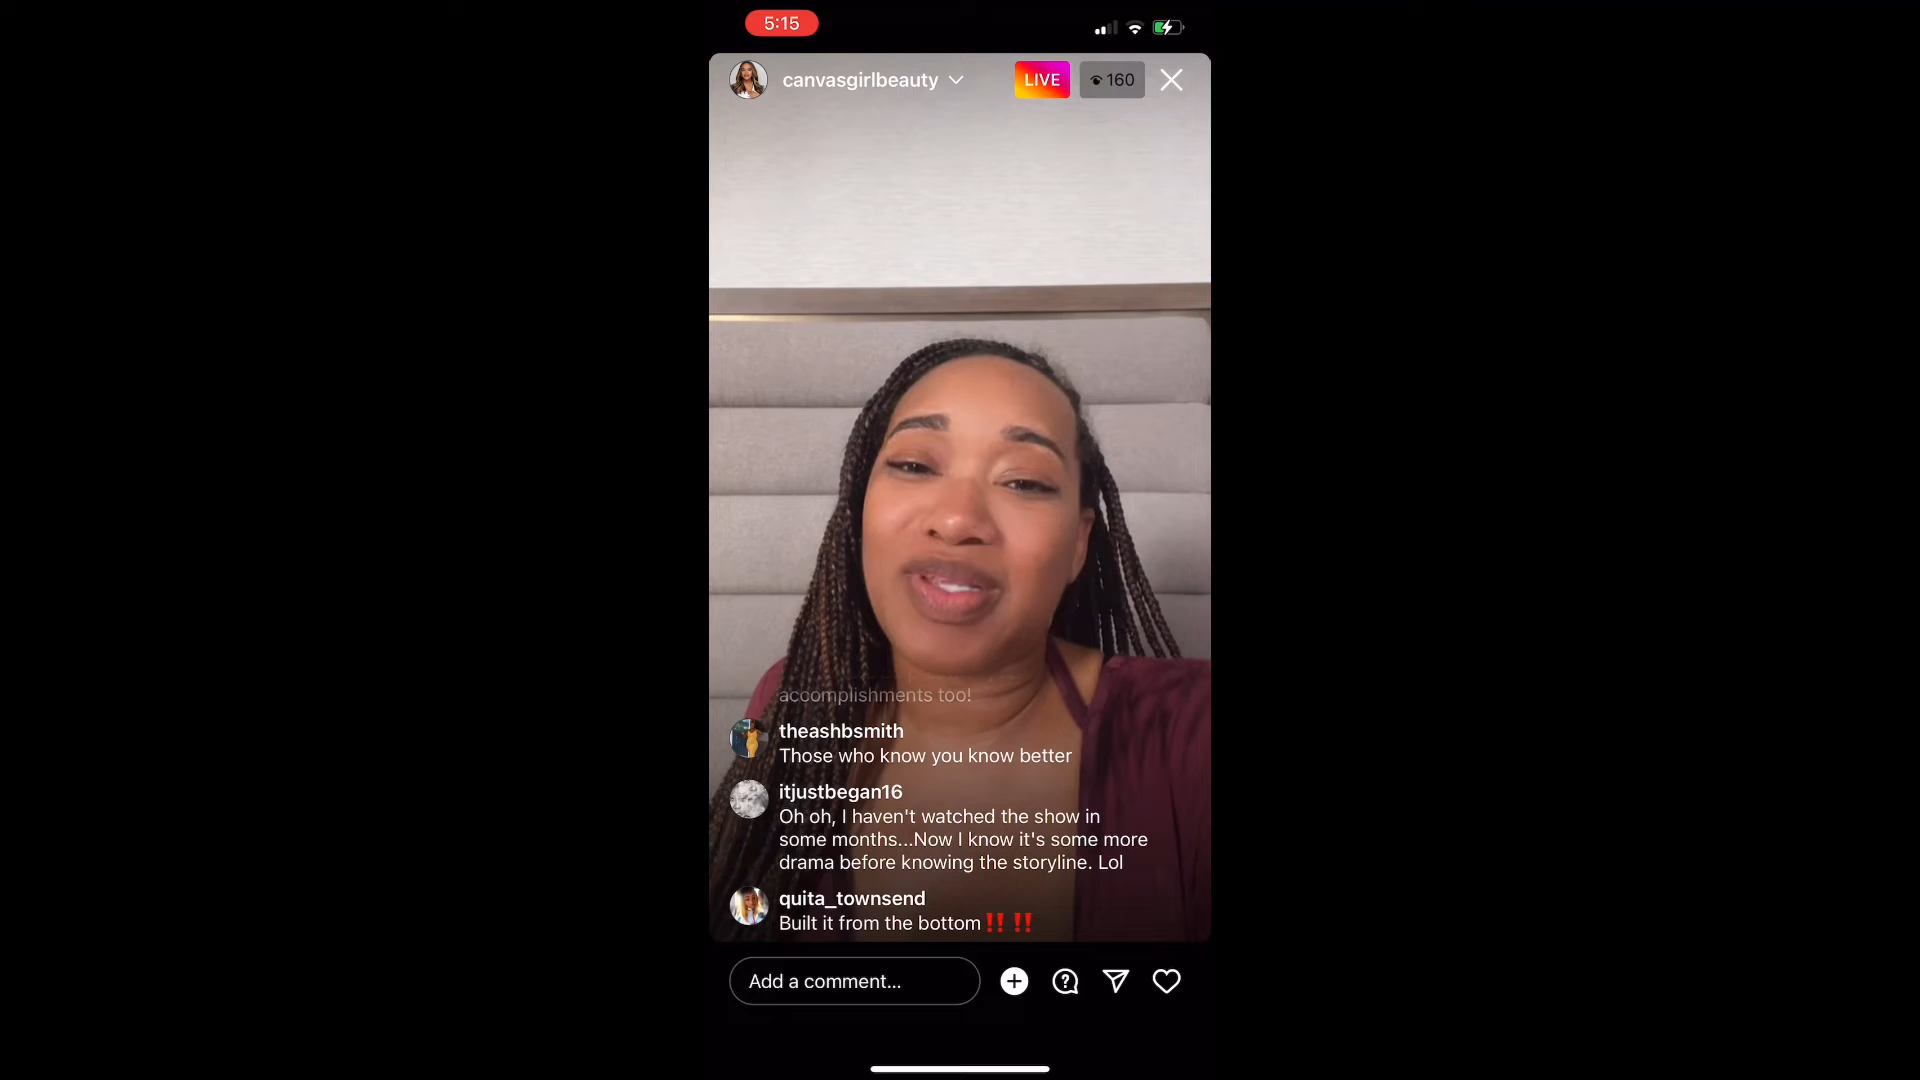 5:15
canvasgirlbeauty
LIVE
160
accomplishments too!
theashbsmith
Those who know you know better
itjustbegan16
Oh oh, I haven't watched the show in
some months...Now I know it's some more
drama before knowing the storyline. Lol
quita_townsend
Built it from the bottom‼️‼️
Add a comment...